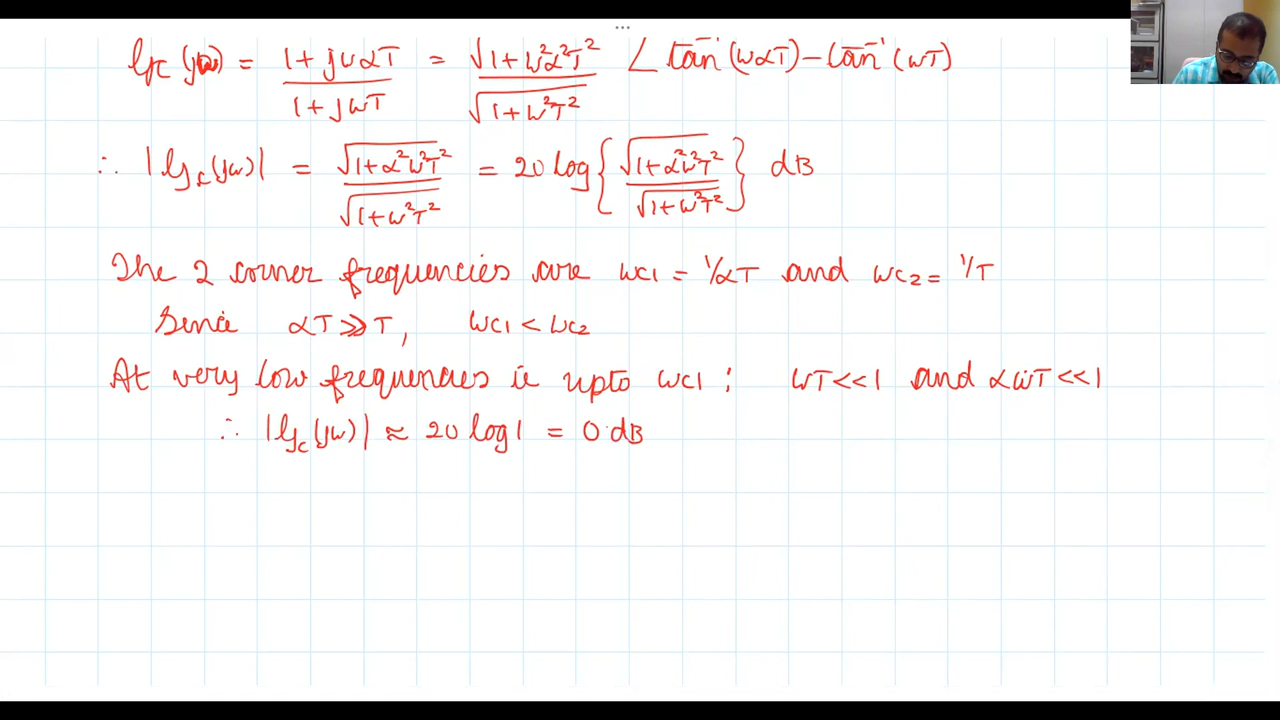 Gc(jω) = 1+jωαT / 1+jωT = √1+ω²α²T² / √1+ω²T² ∠ tan⁻¹(ωαT) − tan⁻¹(ωT)
∴ |Gc(jω)| = √1+α²ω²T² / √1+ω²T² = 20 log { √1+α²ω²T² / √1+ω²T² } dB
The 2 corner frequencies are ωc1 = 1/αT and ωc2 = 1/T
Since αT >> T, ωc1 < ωc2
At very low frequencies ie upto ωc1 : ωT<<1 and αωT<<1
∴ |Gc(jω)| ≈ 20 log 1 = 0 dB